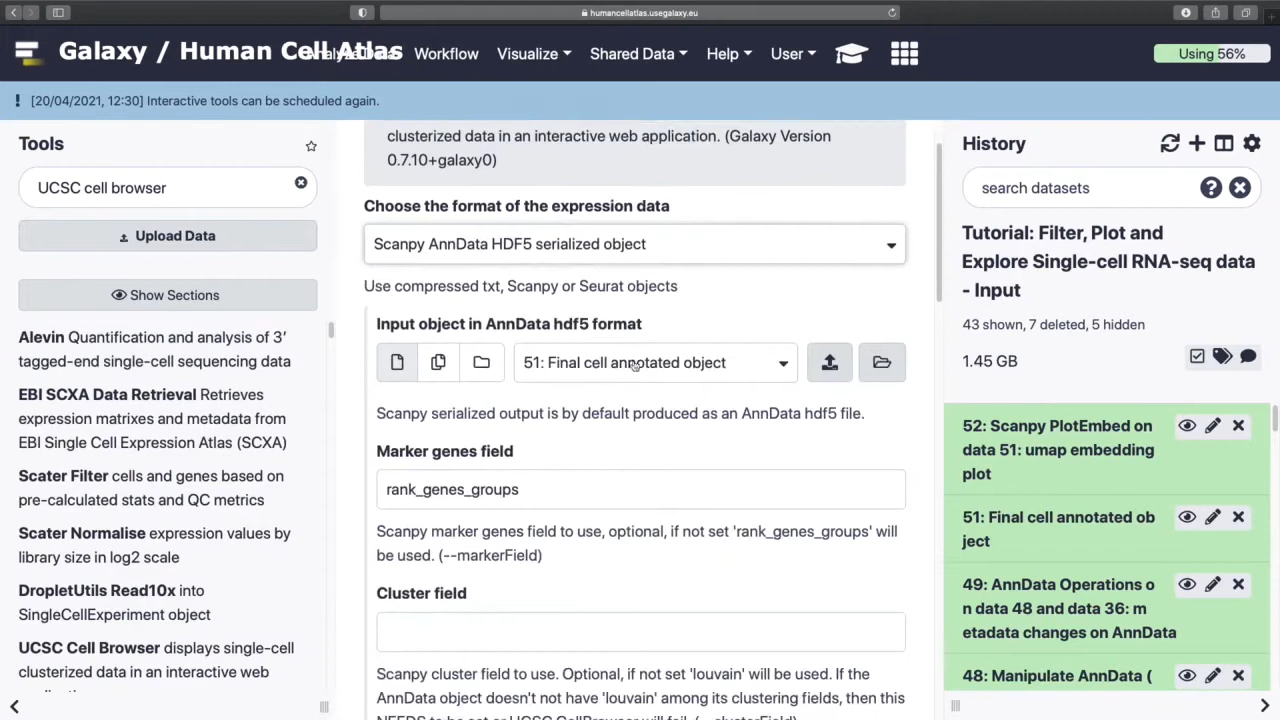 humancellatlas.usegalaxy.eu
Galaxy / Human Cell Atlas
Workflow
Visualize
Shared Data
Help
User
Using 56%
! [20/04/2021, 12:30] Interactive tools can be scheduled again.
Tools
UCSC cell browser
Upload Data
Show Sections
Alevin Quantification and analysis of 3′
tagged-end single-cell sequencing data
EBI SCXA Data Retrieval Retrieves
expression matrixes and metadata from
EBI Single Cell Expression Atlas (SCXA)
Scater Filter cells and genes based on
pre-calculated stats and QC metrics
Scater Normalise expression values by
library size in log2 scale
DropletUtils Read10x into
SingleCellExperiment object
UCSC Cell Browser displays single-cell
clusterized data in an interactive web
clusterized data in an interactive web application. (Galaxy Version
0.7.10+galaxy0)
Choose the format of the expression data
Scanpy AnnData HDF5 serialized object
Use compressed txt, Scanpy or Seurat objects
Input object in AnnData hdf5 format
51: Final cell annotated object
Scanpy serialized output is by default produced as an AnnData hdf5 file.
Marker genes field
rank_genes_groups
Scanpy marker genes field to use, optional, if not set 'rank_genes_groups' will
be used. (--markerField)
Cluster field
Scanpy cluster field to use. Optional, if not set 'louvain' will be used. If the
AnnData object doesn't not have 'louvain' among its clustering fields, then this
NEEDS to be set or UCSC CellBrowser will fail. (--clusterField)
History
search datasets
Tutorial: Filter, Plot and
Explore Single-cell RNA-seq data
- Input
43 shown, 7 deleted, 5 hidden
1.45 GB
52: Scanpy PlotEmbed on
data 51: umap embedding
plot
51: Final cell annotated ob
ject
49: AnnData Operations o
n data 48 and data 36: m
etadata changes on AnnData
48: Manipulate AnnData (